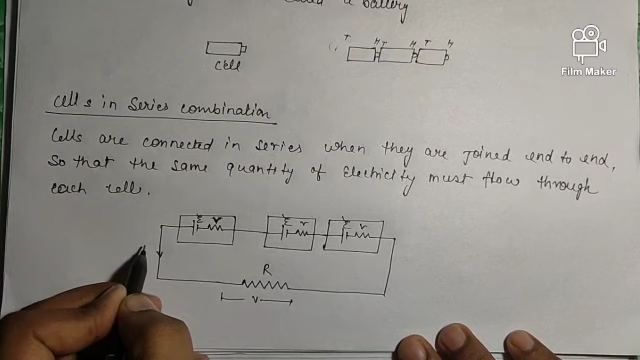 a battery
Film Maker
T H T H T H
cell
Cells in Series combination
Cells are connected in series when they are joined end to end,
So that the same quantity of Electricity must flow through
each cell.
E r E r E r
R
V